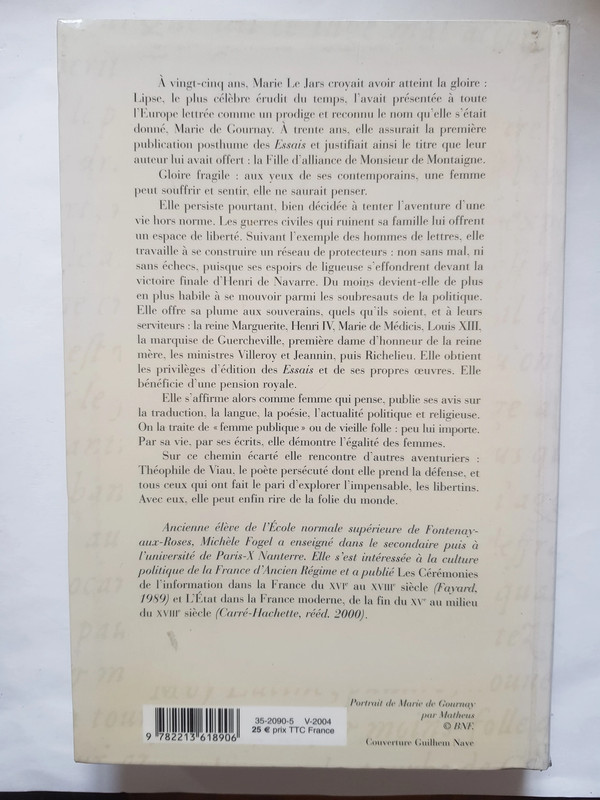 À vingt-cinq ans, Marie Le Jars croyait avoir atteint la gloire :
Lipse, le plus célèbre érudit du temps, l'avait présentée à toute
l'Europe lettrée comme un prodige et reconnu le nom qu'elle s'était
donné, Marie de Gournay. À trente ans, elle assurait la première
publication posthume des Essais et justifiait ainsi le titre que leur
auteur lui avait offert : la Fille d'alliance de Monsieur de Montaigne.
Gloire fragile : aux yeux de ses contemporains, une femme
peut souffrir et sentir, elle ne saurait penser.
Elle persiste pourtant, bien décidée à tenter l'aventure d'une
vie hors norme. Les guerres civiles qui ruinent sa famille lui offrent
un espace de liberté. Suivant l'exemple des hommes de lettres, elle
travaille à se construire un réseau de protecteurs : non sans mal, ni
sans échecs, puisque ses espoirs de ligueuse s'effondrent devant la
victoire finale d'Henri de Navarre. Du moins devient-elle de plus
en plus habile à se mouvoir parmi les soubresauts de la politique.
Elle offre sa plume aux souverains, quels qu'ils soient, et à leurs
serviteurs : la reine Marguerite, Henri IV, Marie de Médicis, Louis XIII,
la marquise de Guercheville, première dame d'honneur de la reine
mère, les ministres Villeroy et Jeannin, puis Richelieu. Elle obtient
les privilèges d'édition des Essais et de ses propres œuvres. Elle
bénéficie d'une pension royale.
Elle s'affirme alors comme femme qui pense, publie ses avis sur
la traduction, la langue, la poésie, l'actualité politique et religieuse.
On la traite de « femme publique » ou de vieille folle : peu lui importe.
Par sa vie, par ses écrits, elle démontre l'égalité des femmes.
Sur ce chemin écarté elle rencontre d'autres aventuriers :
Théophile de Viau, le poète persécuté dont elle prend la défense, et
tous ceux qui ont fait le pari d'explorer l'impensable, les libertins.
Avec eux, elle peut enfin rire de la folie du monde.
Ancienne élève de l'École normale supérieure de Fontenay-
aux-Roses, Michèle Fogel a enseigné dans le secondaire puis à
l'université de Paris-X Nanterre. Elle s'est intéressée à la culture
politique de la France d'Ancien Régime et a publié Les Cérémonies
de l'information dans la France du XVIe au XVIIIe siècle (Fayard,
1989) et L'État dans la France moderne, de la fin du XVe au milieu
du XVIIIe siècle (Carré-Hachette, rééd. 2000).
Portrait de Marie de Gournay
par Matheus
© BNF.
Couverture Guilhem Nave
35-2090-5 V-2004
25 € prix TTC France
9 782213 618906